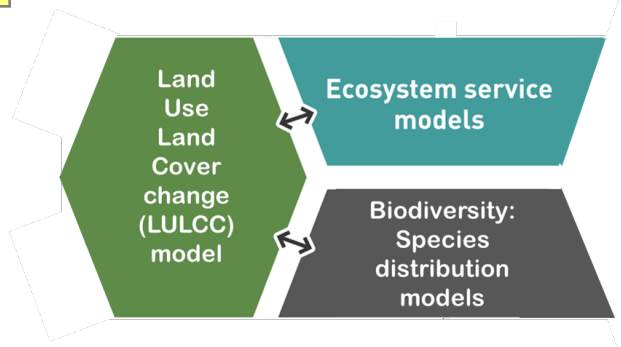 Land
Use
Land
Cover
change
(LULCC)
model
Ecosystem service
models
Biodiversity:
Species
distribution
models